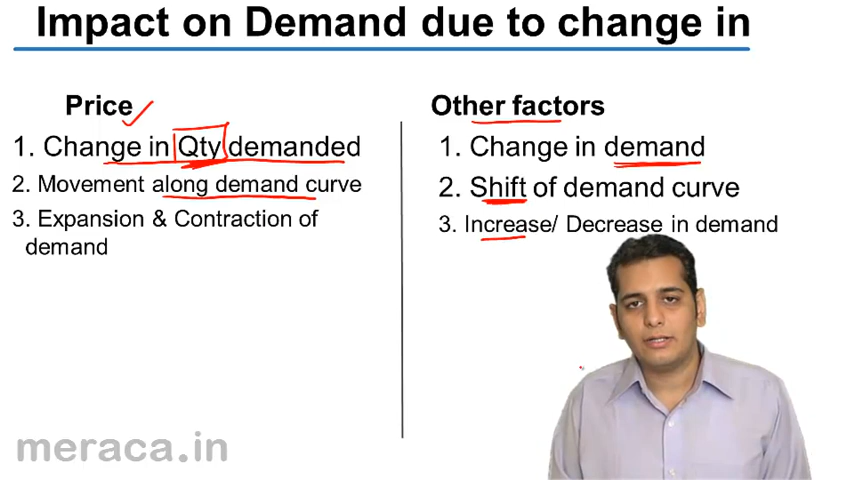 Impact on Demand due to change in
Price
1. Change in Qty demanded
2. Movement along demand curve
3. Expansion & Contraction of
demand
Other factors
1. Change in demand
2. Shift of demand curve
3. Increase/ Decrease in demand
meraca.in